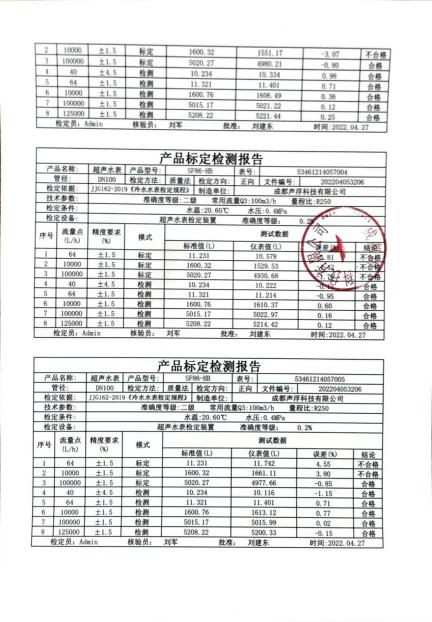 2 10000 ±1.5 标定 1600.32 1551.17 -3.07 不合格
3 100000 ±1.5 标定 5020.27 4980.21 -0.80 合格
4 40 ±4.5 检测 10.234 10.334 0.98 合格
5 64 ±1.5 检测 11.321 11.401 0.71 合格
6 10000 ±1.5 检测 1600.76 1606.49 0.36 合格
7 100000 ±1.5 检测 5015.17 5021.22 0.12 合格
8 125000 ±1.5 检测 5208.22 5221.44 0.25 合格
检定员: Admin 核验员: 刘军 批准: 刘建东 时间:2022.04.27
产品标定检测报告
产品名称: 超声水表 产品型号: SF86-HB 表号: 53461214057004
管径: DN100 检定方法: 质量法 检定方向: 正向 文件编号: 202204053206
检定依据: JJG162-2019《冷水水表检定规程》 制造单位: 成都声浮科技有限公司
技术参数: 准确度等级:二级 常用流量Q3:100m3/h 量程比:R250
检定条件: 水温:20.60℃ 水压:0.4MPa
检定设备: 超声水表检定装置 准确度等级: 0.2%
序号 流量点(L/h) 精度要求(%) 模式 测试数据
标准值(L) 仪表值(L)
1 64 ±1.5 标定 11.231 10.578
2 10000 ±1.5 标定 1600.32 1529.53
3 100000 ±1.5 标定 5020.27 4930.68
4 40 ±4.5 检测 10.234 10.222 合格
5 64 ±1.5 检测 11.321 11.214 -0.95 合格
6 10000 ±1.5 检测 1600.76 1610.37 0.60 合格
7 100000 ±1.5 检测 5015.17 5022.97 0.16 合格
8 125000 ±1.5 检测 5208.22 5214.42 0.12 合格
检定员: Admin 核验员: 刘军 批准: 刘建东 时间:2022.04.27
产品标定检测报告
产品名称: 超声水表 产品型号: SF86-HB 表号: 53461214057005
管径: DN100 检定方法: 质量法 检定方向: 正向 文件编号: 202204053206
检定依据: JJG162-2019《冷水水表检定规程》 制造单位: 成都声浮科技有限公司
技术参数: 准确度等级:二级 常用流量Q3:100m3/h 量程比:R250
检定条件: 水温:20.60℃ 水压:0.4MPa
检定设备: 超声水表检定装置 准确度等级: 0.2%
序号 流量点(L/h) 精度要求(%) 模式 测试数据
标准值(L) 仪表值(L) 误差(%) 结论
1 64 ±1.5 标定 11.231 11.742 4.55 不合格
2 10000 ±1.5 标定 1600.32 1661.11 3.80 不合格
3 100000 ±1.5 标定 5020.27 4977.66 -0.85 合格
4 40 ±4.5 检测 10.234 10.116 -1.15 合格
5 64 ±1.5 检测 11.321 11.401 0.71 合格
6 10000 ±1.5 检测 1600.76 1613.12 0.77 合格
7 100000 ±1.5 检测 5015.17 5015.99 0.02 合格
8 125000 ±1.5 检测 5208.22 5200.33 -0.15 合格
检定员: Admin 核验员: 刘军 批准: 刘建东 时间:2022.04.27